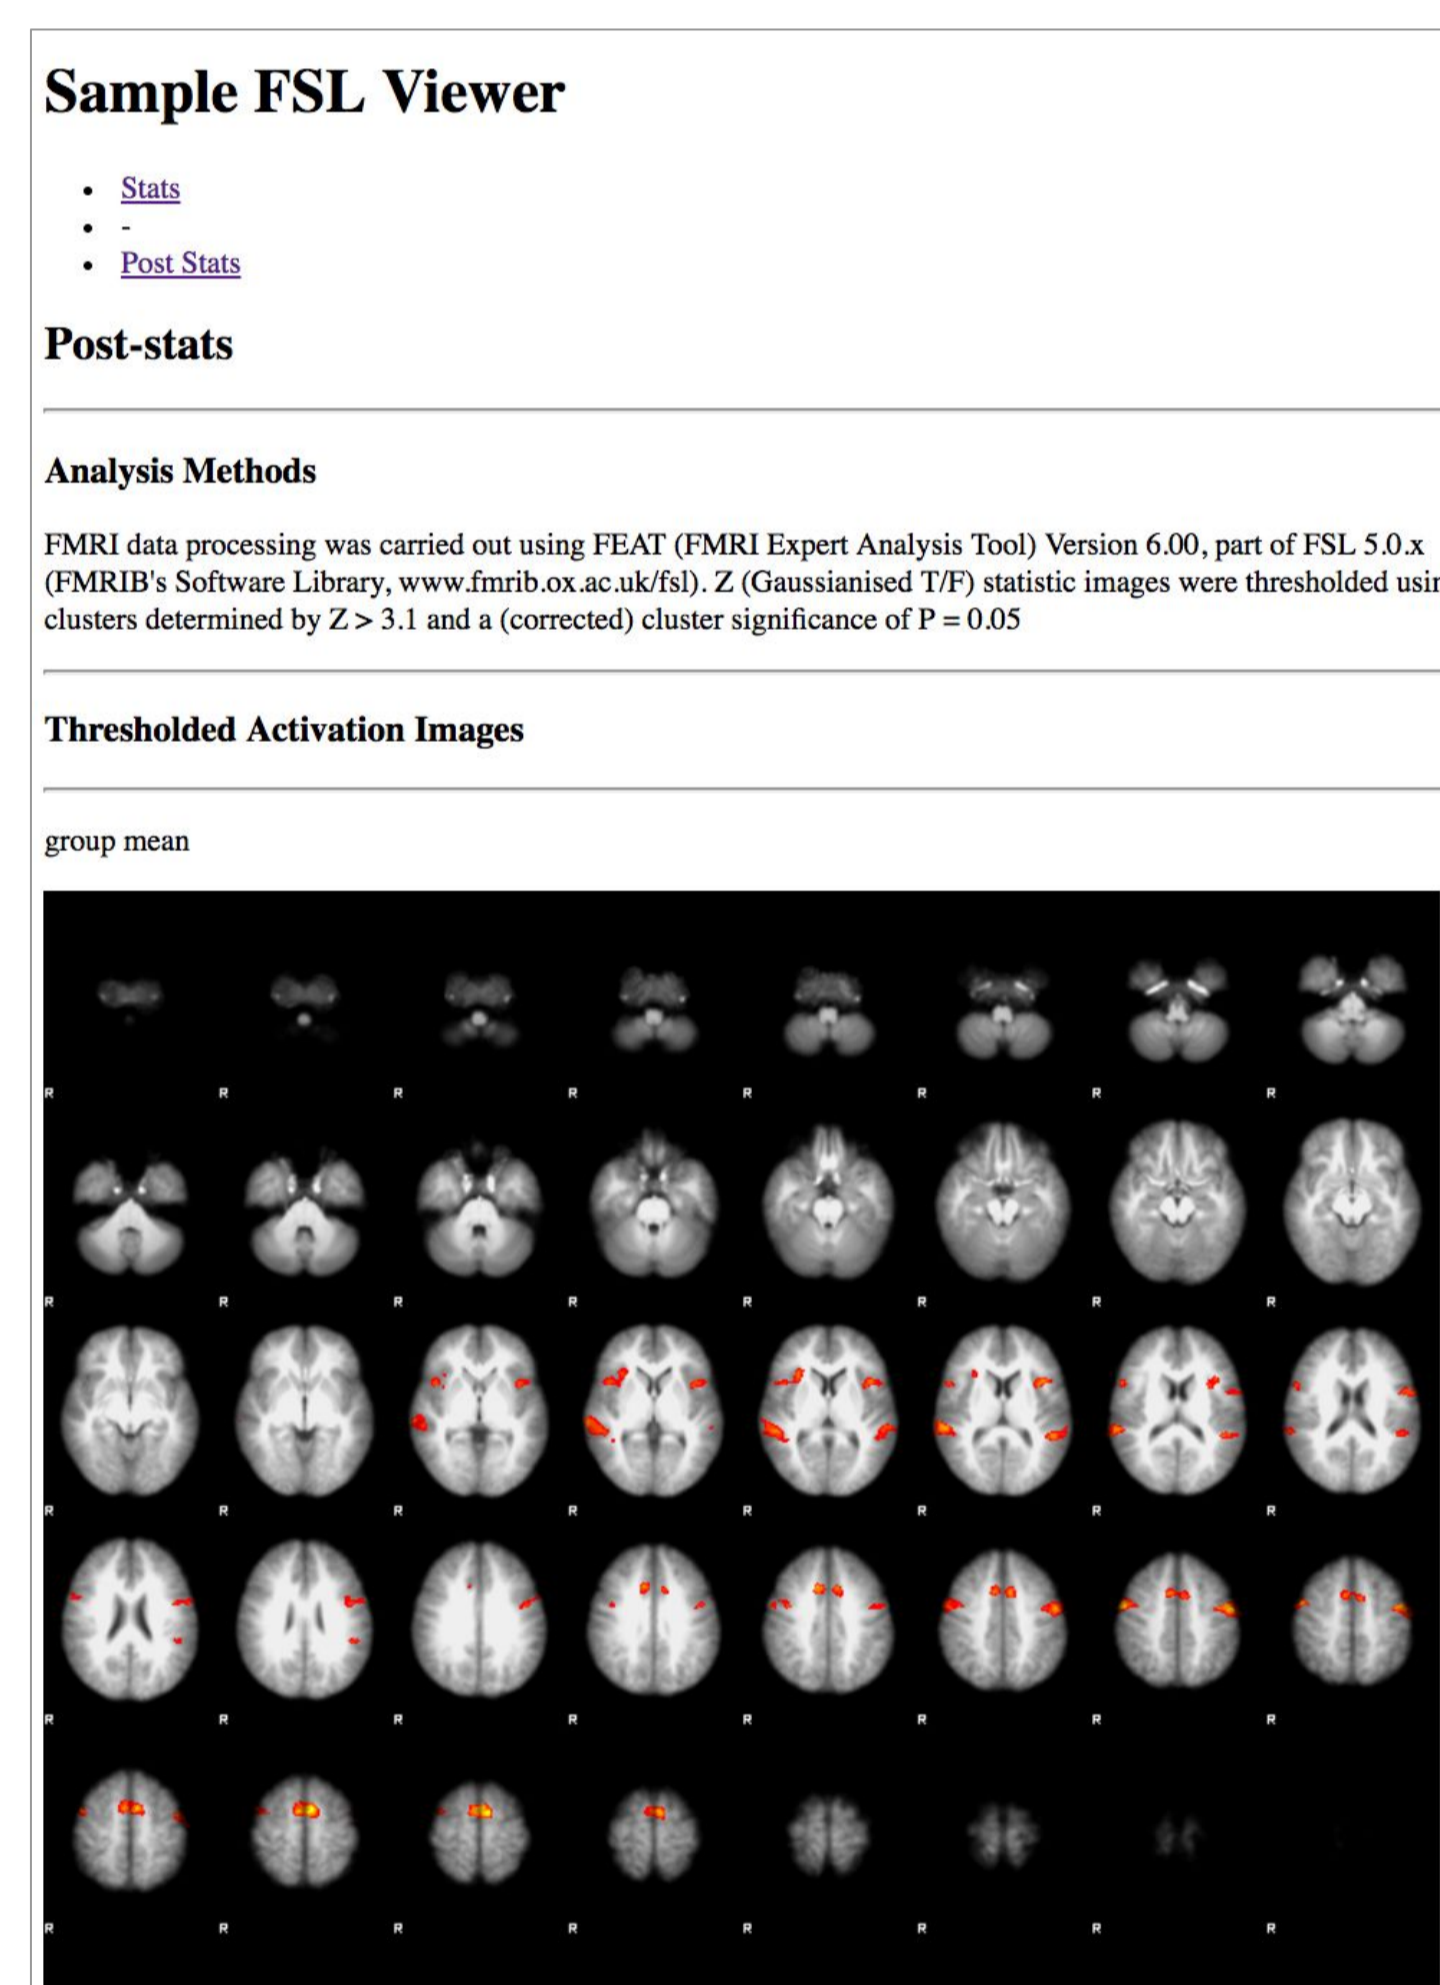 Sample FSL Viewer
Stats
-
Post Stats
Post-stats
Analysis Methods
FMRI data processing was carried out using FEAT (FMRI Expert Analysis Tool) Version 6.00, part of FSL 5.0.x
(FMRIB's Software Library, www.fmrib.ox.ac.uk/fsl). Z (Gaussianised T/F) statistic images were thresholded usin
clusters determined by Z > 3.1 and a (corrected) cluster significance of P = 0.05
Thresholded Activation Images
group mean
R R R R R R R R
R R R R R R R R
R R R R R R R R
R R R R R R R R
R R R R R R R R